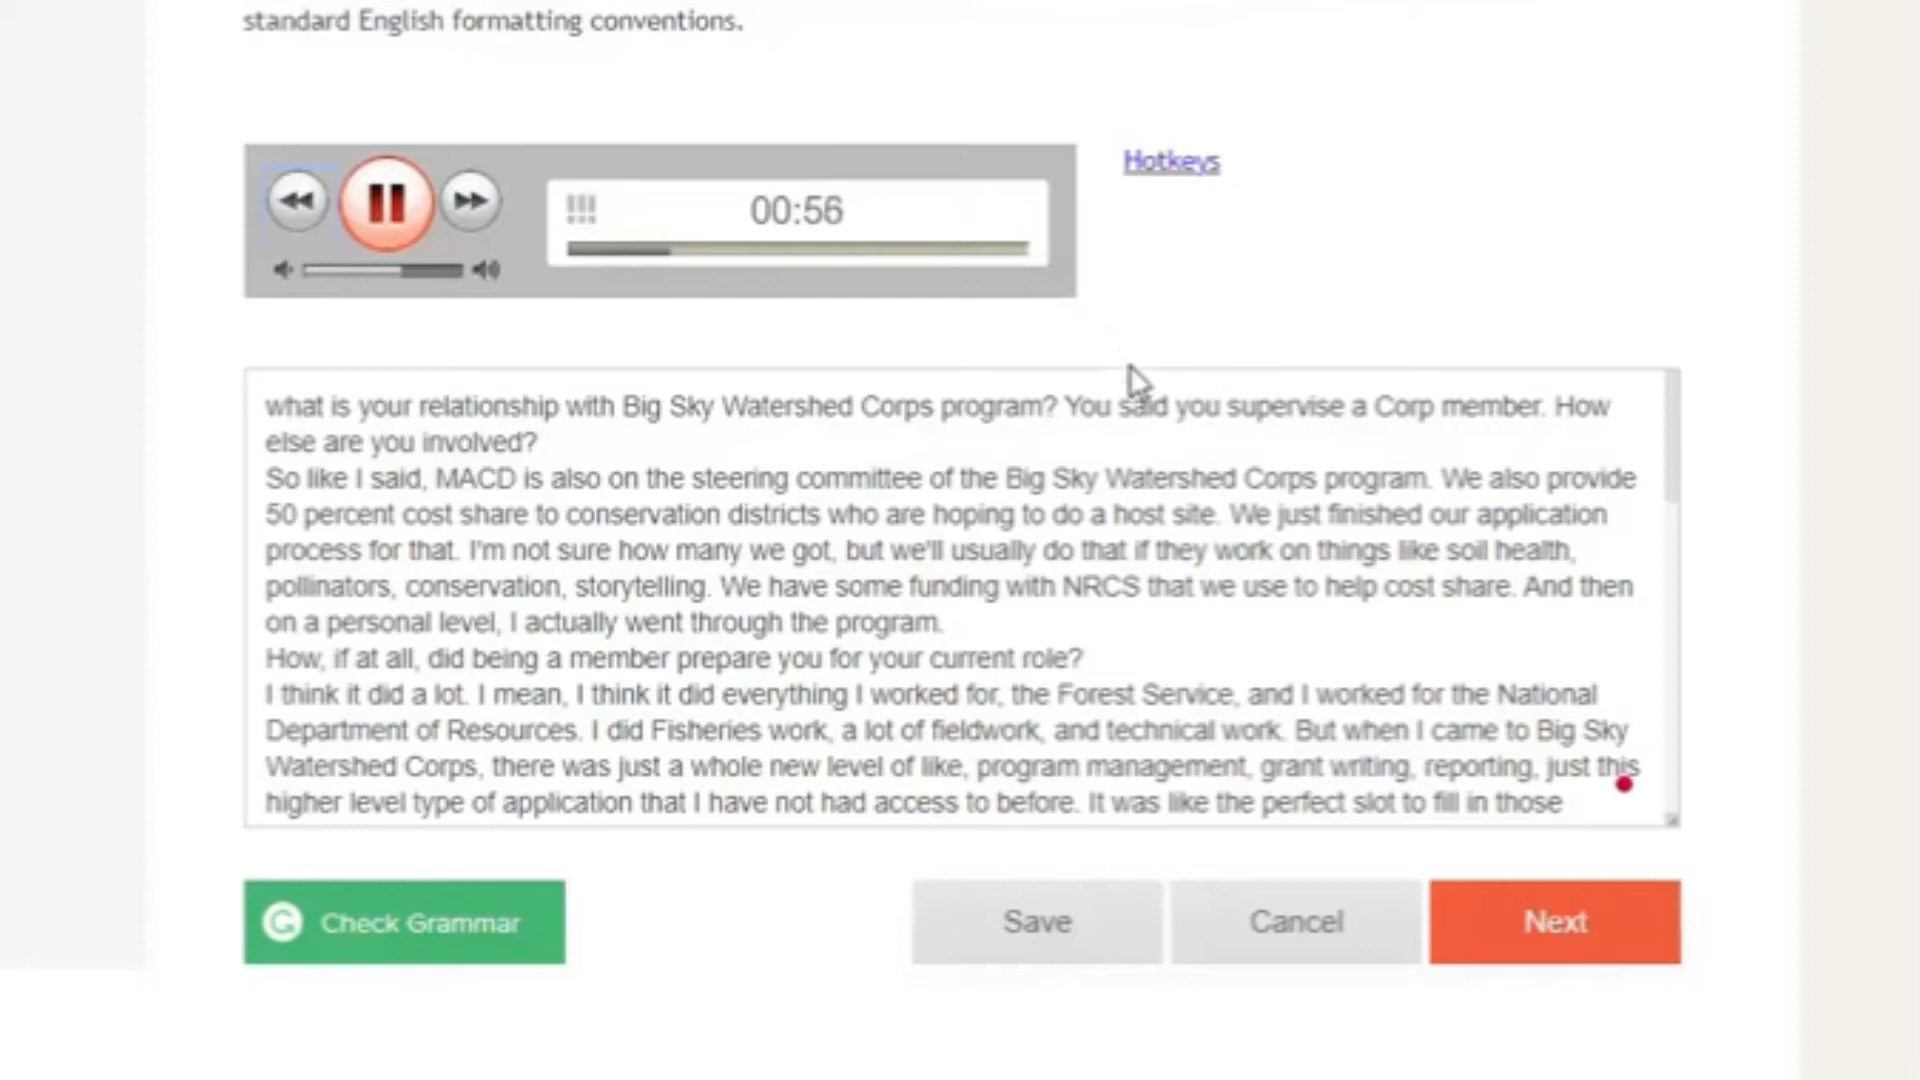 standard English formatting conventions.
Hotkeys
00:56
what is your relationship with Big Sky Watershed Corps program? You said you supervise a Corp member. How
else are you involved?
So like I said, MACD is also on the steering committee of the Big Sky Watershed Corps program. We also provide
50 percent cost share to conservation districts who are hoping to do a host site. We just finished our application
process for that. I'm not sure how many we got, but we'll usually do that if they work on things like soil health,
pollinators, conservation, storytelling. We have some funding with NRCS that we use to help cost share. And then
on a personal level, I actually went through the program.
How, if at all, did being a member prepare you for your current role?
I think it did a lot. I mean, I think it did everything I worked for, the Forest Service, and I worked for the National
Department of Resources. I did Fisheries work, a lot of fieldwork, and technical work. But when I came to Big Sky
Watershed Corps, there was just a whole new level of like, program management, grant writing, reporting, just this
higher level type of application that I have not had access to before. It was like the perfect slot to fill in those
Check Grammar
Save
Cancel
Next